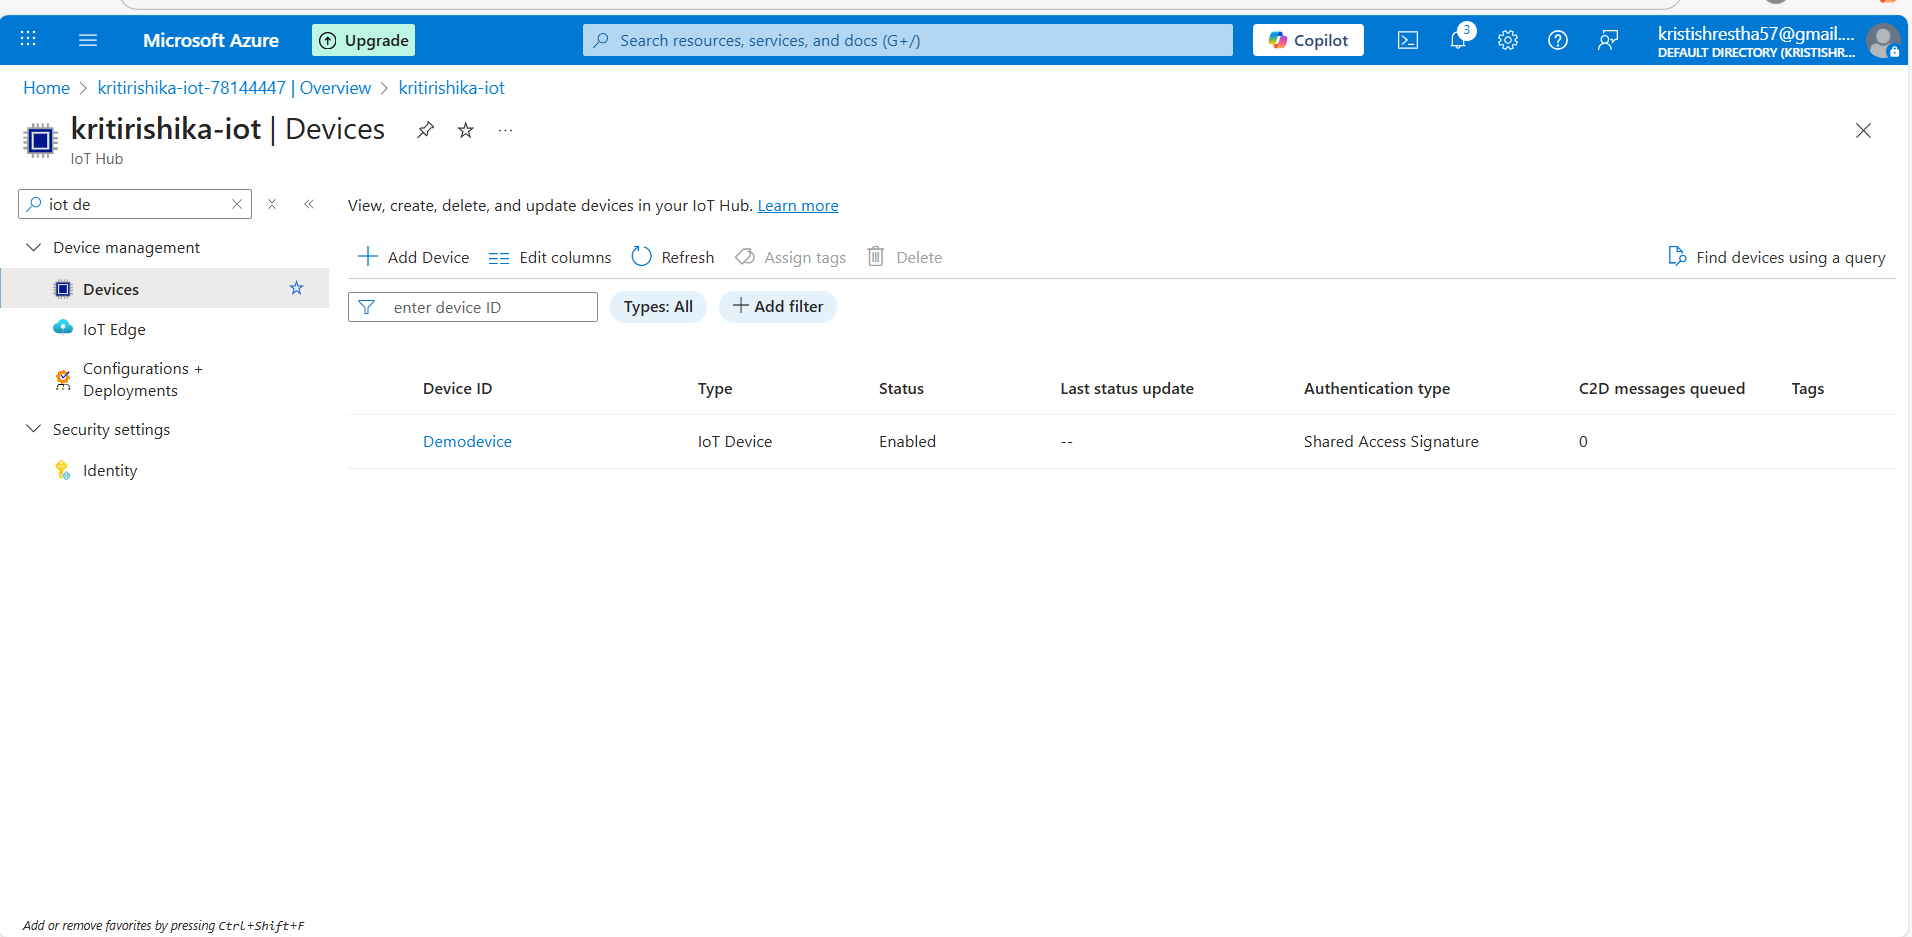 Microsoft Azure
Upgrade
Search resources, services, and docs (G+/)
Copilot
3
kristishrestha57@gmail....
DEFAULT DIRECTORY (KRISTISHR...
Home > kritirishika-iot-78144447 | Overview > kritirishika-iot
kritirishika-iot | Devices
IoT Hub
iot de
Device management
Devices
IoT Edge
Configurations +
Deployments
Security settings
Identity
View, create, delete, and update devices in your IoT Hub. Learn more
Add Device Edit columns Refresh Assign tags Delete Find devices using a query
enter device ID Types: All Add filter
Device ID Type Status Last status update Authentication type C2D messages queued Tags
Demodevice IoT Device Enabled -- Shared Access Signature 0
Add or remove favorites by pressing Ctrl+Shift+F